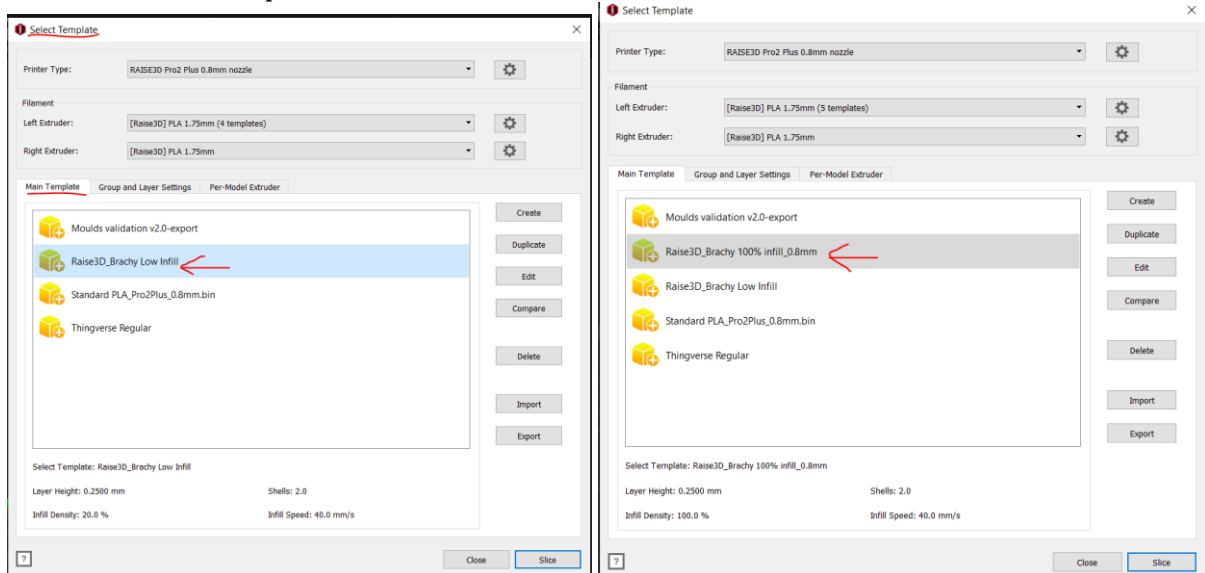 Select Template
Printer Type: RAISE3D Pro2 Plus 0.8mm nozzle
Filament
Left Extruder: [Raise3D] PLA 1.75mm (4 templates)
Right Extruder: [Raise3D] PLA 1.75mm
Main Template Group and Layer Settings Per-Model Extruder
Moulds validation v2.0-export
Raise3D_Brachy Low Infill
Standard PLA_Pro2Plus_0.8mm.bin
Thingverse Regular
Create
Duplicate
Edit
Compare
Delete
Import
Export
Select Template: Raise3D_Brachy Low Infill
Layer Height: 0.2500 mm Shells: 2.0
Infill Density: 20.0 % Infill Speed: 40.0 mm/s
? Close Slice
Select Template
Printer Type: RAISE3D Pro2 Plus 0.8mm nozzle
Filament
Left Extruder: [Raise3D] PLA 1.75mm (5 templates)
Right Extruder: [Raise3D] PLA 1.75mm
Main Template Group and Layer Settings Per-Model Extruder
Moulds validation v2.0-export
Raise3D_Brachy 100% infill_0.8mm
Raise3D_Brachy Low Infill
Standard PLA_Pro2Plus_0.8mm.bin
Thingverse Regular
Create
Duplicate
Edit
Compare
Delete
Import
Export
Select Template: Raise3D_Brachy 100% infill_0.8mm
Layer Height: 0.2500 mm Shells: 2.0
Infill Density: 100.0 % Infill Speed: 40.0 mm/s
? Close Slice